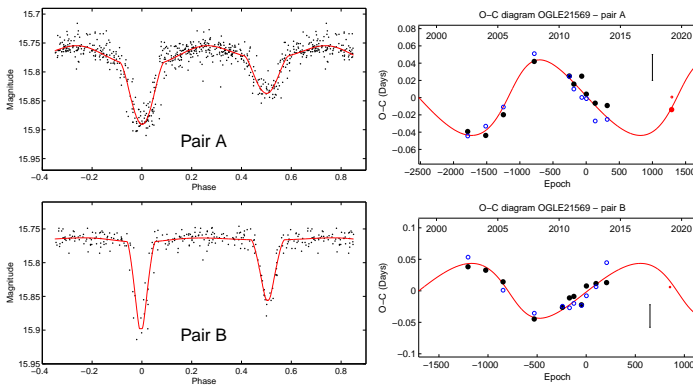 15.7
15.75
15.8
15.85
15.9
15.95
Magnitude
Pair A
−0.4 −0.2 0 0.2 0.4 0.6 0.8
Phase
O−C diagram OGLE21569 − pair A
2000 2005 2010 2015 2020
0.08
0.06
0.04
0.02
0
−0.02
−0.04
−0.06
O−C (Days)
−2500 −2000 −1500 −1000 −500 0 500 1000 1500
Epoch
15.75
15.8
15.85
15.9
15.95
Magnitude
Pair B
−0.4 −0.2 0 0.2 0.4 0.6 0.8
Phase
O−C diagram OGLE21569 − pair B
2000 2005 2010 2015 2020
0.1
0.05
0
−0.05
−0.1
O−C (Days)
−1500 −1000 −500 0 500 1000
Epoch